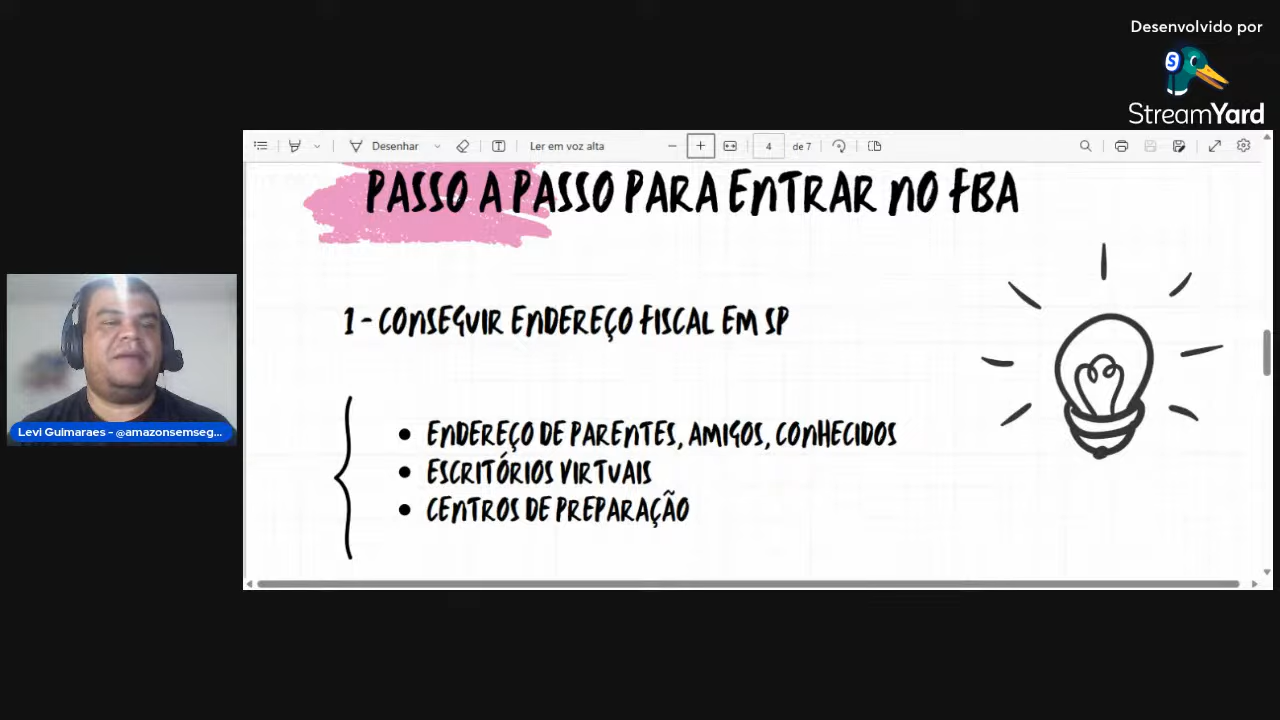 Desenvolvido por
S
StreamYard
Desenhar
Ler em voz alta
4
de 7
PASSO A PASSO PARA ENTRAR NO FBA
1 - CONSEGUIR ENDEREÇO FISCAL EM SP
• ENDEREÇO DE PARENTES, AMIGOS, CONHECIDOS
• ESCRITÓRIOS VIRTUAIS
• CENTROS DE PREPARAÇÃO
Levi Guimaraes - @amazonsemseg...